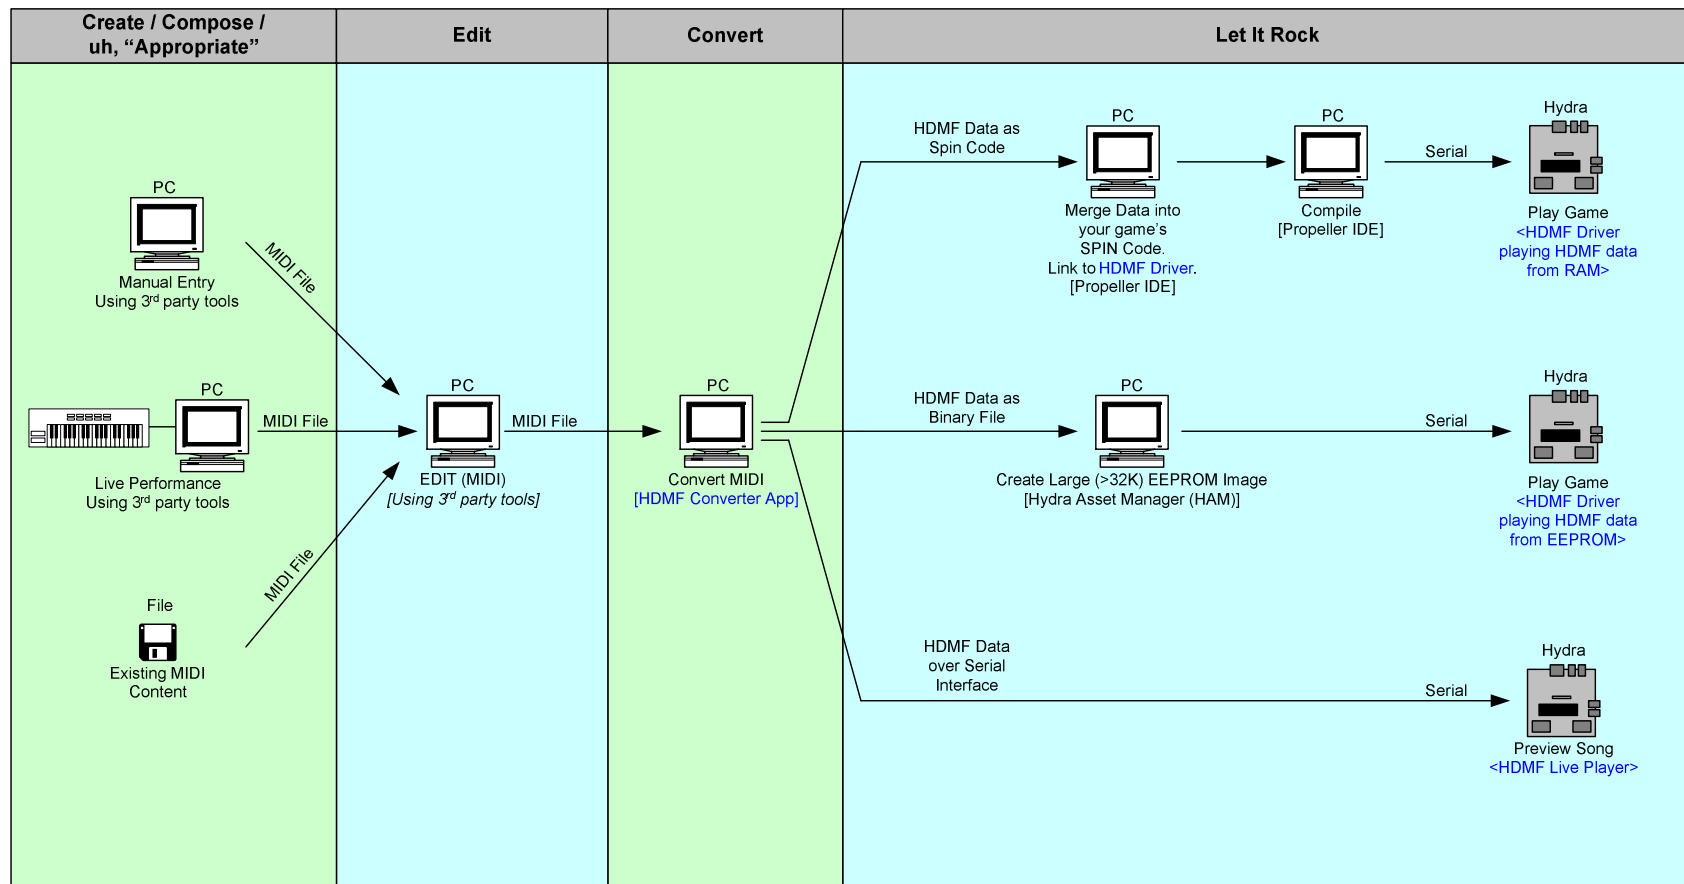 Create / Compose /
uh, “Appropriate”
Edit
Convert
Let It Rock
PC
Manual Entry
Using 3rd party tools
MIDI File
PC
Live Performance
Using 3rd party tools
MIDI File
File
Existing MIDI
Content
MIDI File
PC
EDIT (MIDI)
[Using 3rd party tools]
MIDI File
PC
Convert MIDI
[HDMF Converter App]
HDMF Data as
Spin Code
PC
Merge Data into
your game’s
SPIN Code.
Link to HDMF Driver.
[Propeller IDE]
PC
Compile
[Propeller IDE]
Serial
Hydra
Play Game
<HDMF Driver
playing HDMF data
from RAM>
HDMF Data as
Binary File
PC
Create Large (>32K) EEPROM Image
[Hydra Asset Manager (HAM)]
Serial
Hydra
Play Game
<HDMF Driver
playing HDMF data
from EEPROM>
HDMF Data
over Serial
Interface
Serial
Hydra
Preview Song
<HDMF Live Player>